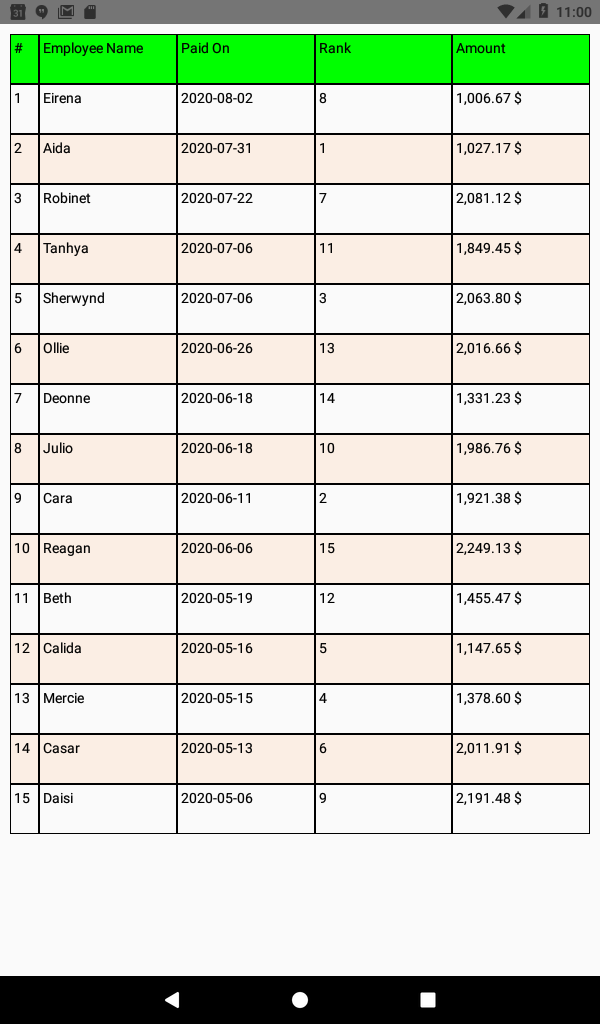 31 11:00
# Employee Name Paid On Rank Amount
1 Eirena 2020-08-02 8 1,006.67 $
2 Aida 2020-07-31 1 1,027.17 $
3 Robinet 2020-07-22 7 2,081.12 $
4 Tanhya 2020-07-06 11 1,849.45 $
5 Sherwynd 2020-07-06 3 2,063.80 $
6 Ollie 2020-06-26 13 2,016.66 $
7 Deonne 2020-06-18 14 1,331.23 $
8 Julio 2020-06-18 10 1,986.76 $
9 Cara 2020-06-11 2 1,921.38 $
10 Reagan 2020-06-06 15 2,249.13 $
11 Beth 2020-05-19 12 1,455.47 $
12 Calida 2020-05-16 5 1,147.65 $
13 Mercie 2020-05-15 4 1,378.60 $
14 Casar 2020-05-13 6 2,011.91 $
15 Daisi 2020-05-06 9 2,191.48 $